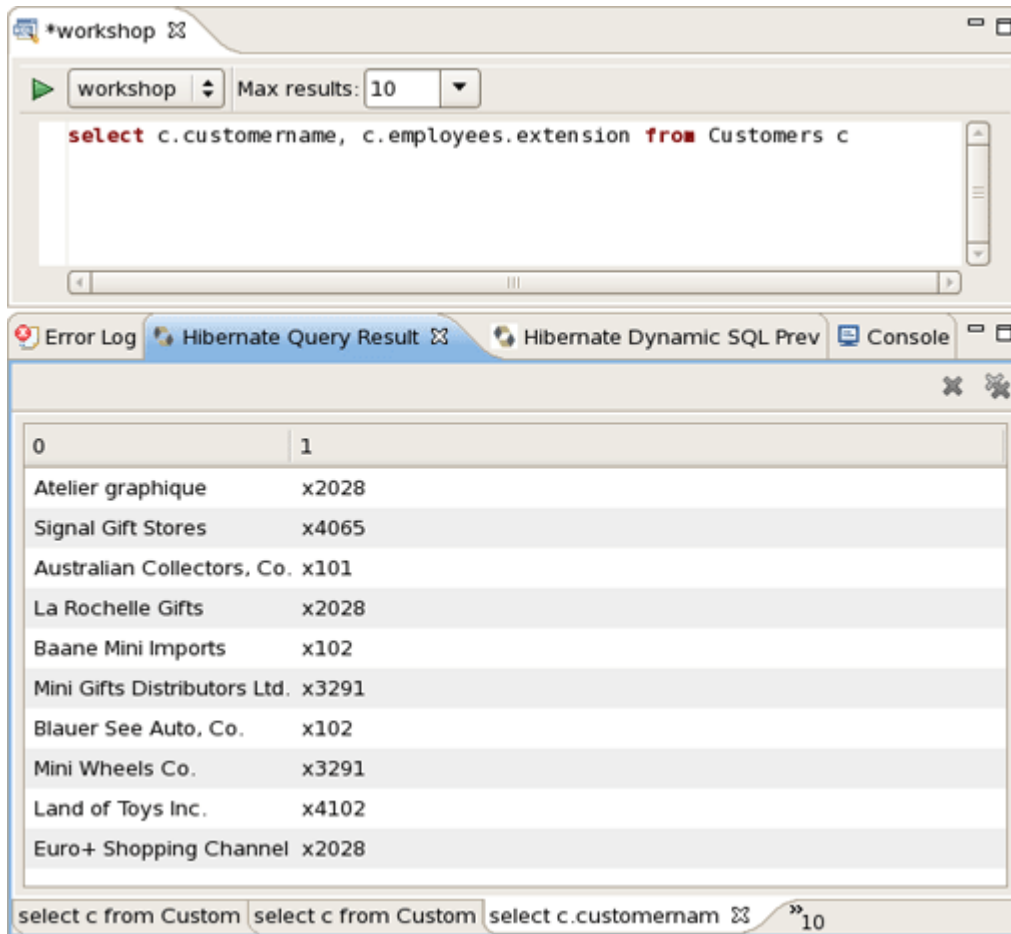 *workshop
workshop Max results: 10
select c.customername, c.employees.extension from Customers c
Error Log Hibernate Query Result Hibernate Dynamic SQL Prev Console
0 1
Atelier graphique x2028
Signal Gift Stores x4065
Australian Collectors, Co. x101
La Rochelle Gifts x2028
Baane Mini Imports x102
Mini Gifts Distributors Ltd. x3291
Blauer See Auto, Co. x102
Mini Wheels Co. x3291
Land of Toys Inc. x4102
Euro+ Shopping Channel x2028
select c from Custom select c from Custom select c.customernam »10